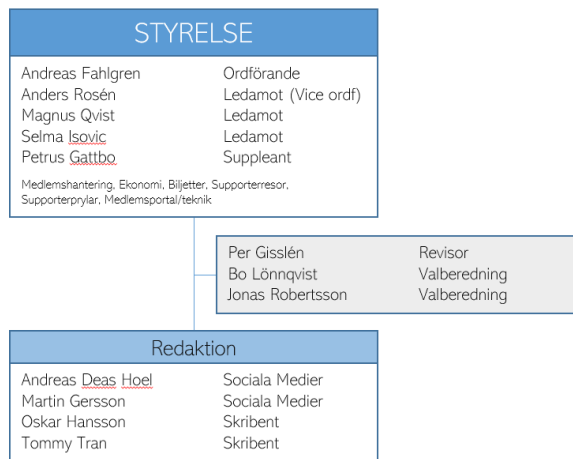 STYRELSE
Andreas Fahlgren Ordförande
Anders Rosén Ledamot (Vice ordf)
Magnus Qvist Ledamot
Selma Isovic Ledamot
Petrus Gattbo Suppleant
Medlemshantering, Ekonomi, Biljetter, Supporterresor,
Supporterprylar, Medlemsportal/teknik
Per Gisslén Revisor
Bo Lönnqvist Valberedning
Jonas Robertsson Valberedning
Redaktion
Andreas Deas Hoel Sociala Medier
Martin Gersson Sociala Medier
Oskar Hansson Skribent
Tommy Tran Skribent